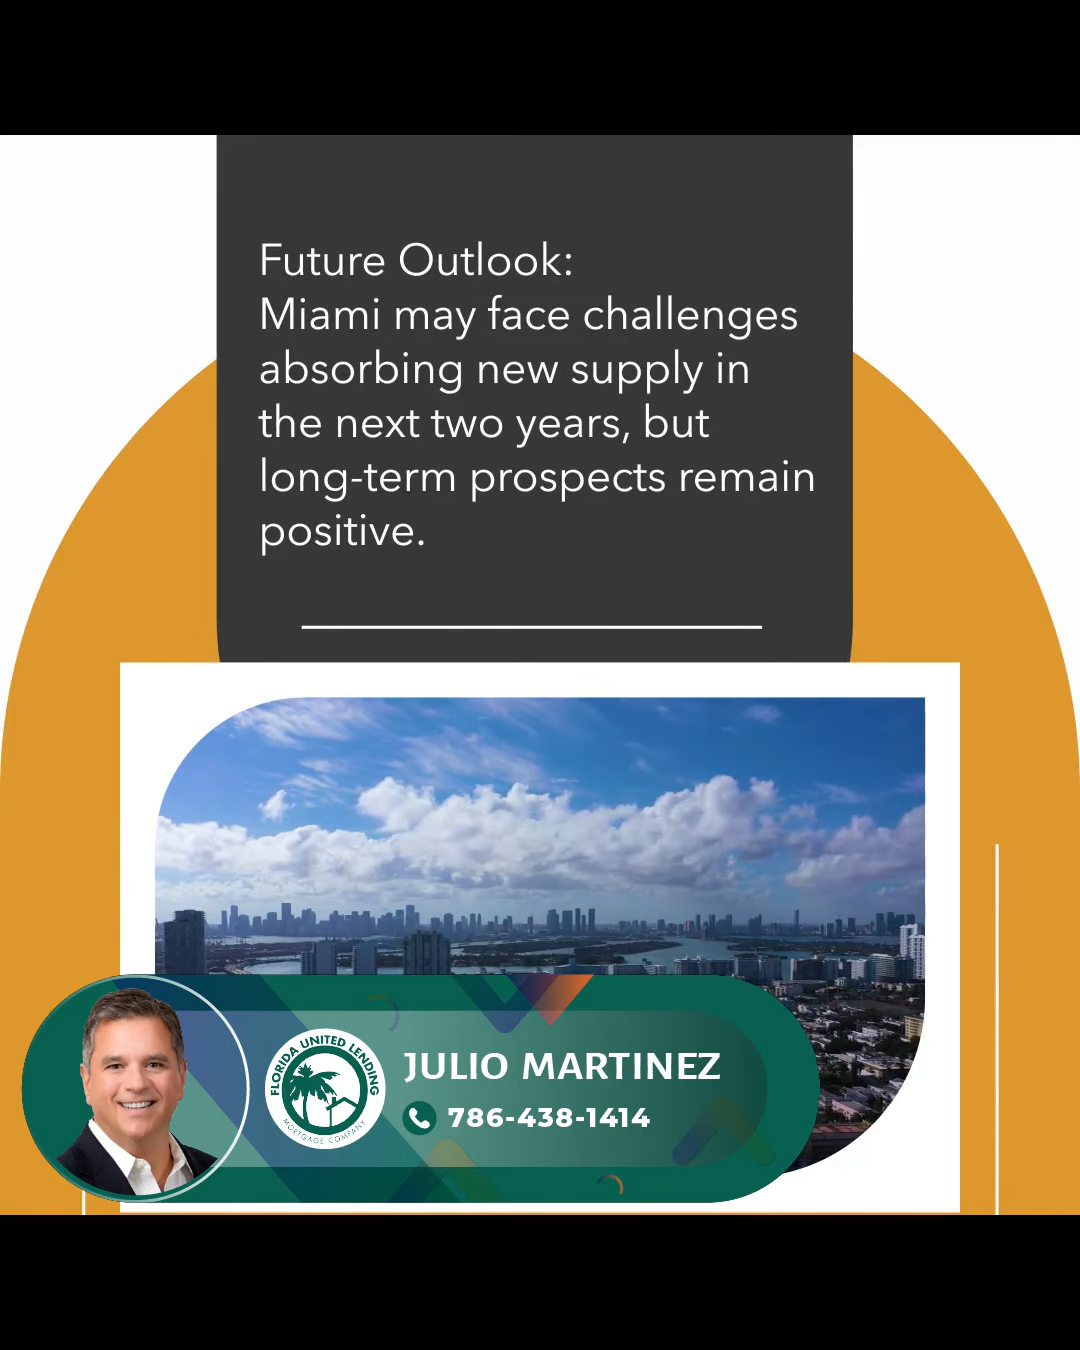 Future Outlook:
Miami may face challenges
absorbing new supply in
the next two years, but
long-term prospects remain
positive.
FLORIDA UNITED LENDING
MORTGAGE COMPANY
JULIO MARTINEZ
786-438-1414